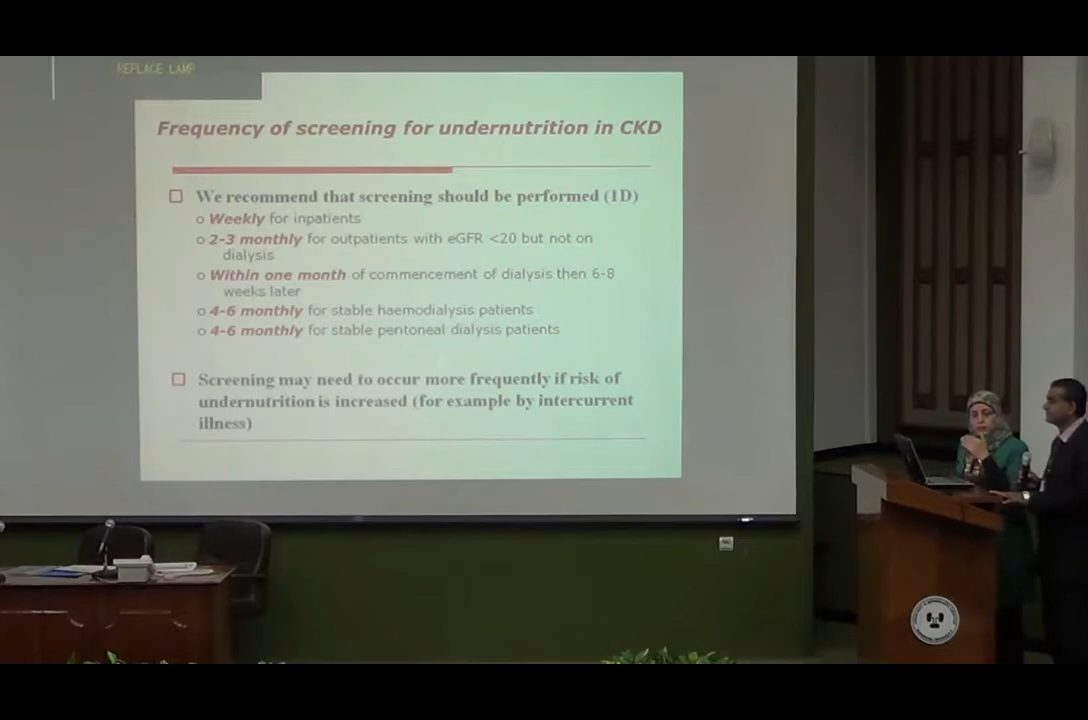 REPLACE LAMP
Frequency of screening for undernutrition in CKD
We recommend that screening should be performed (1D)
o Weekly for inpatients
o 2-3 monthly for outpatients with eGFR <20 but not on
dialysis
o Within one month of commencement of dialysis then 6-8
weeks later
o 4-6 monthly for stable haemodialysis patients
o 4-6 monthly for stable peritoneal dialysis patients
Screening may need to occur more frequently if risk of
undernutrition is increased (for example by intercurrent
illness)